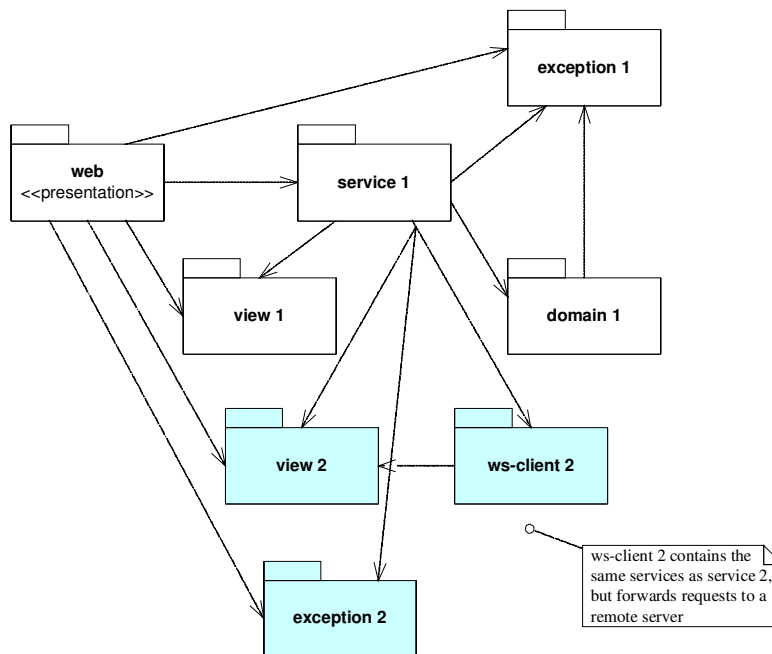 exception 1
web
<<presentation>>
service 1
view 1
domain 1
view 2
ws-client 2
exception 2
ws-client 2 contains the
same services as service 2,
but forwards requests to a
remote server